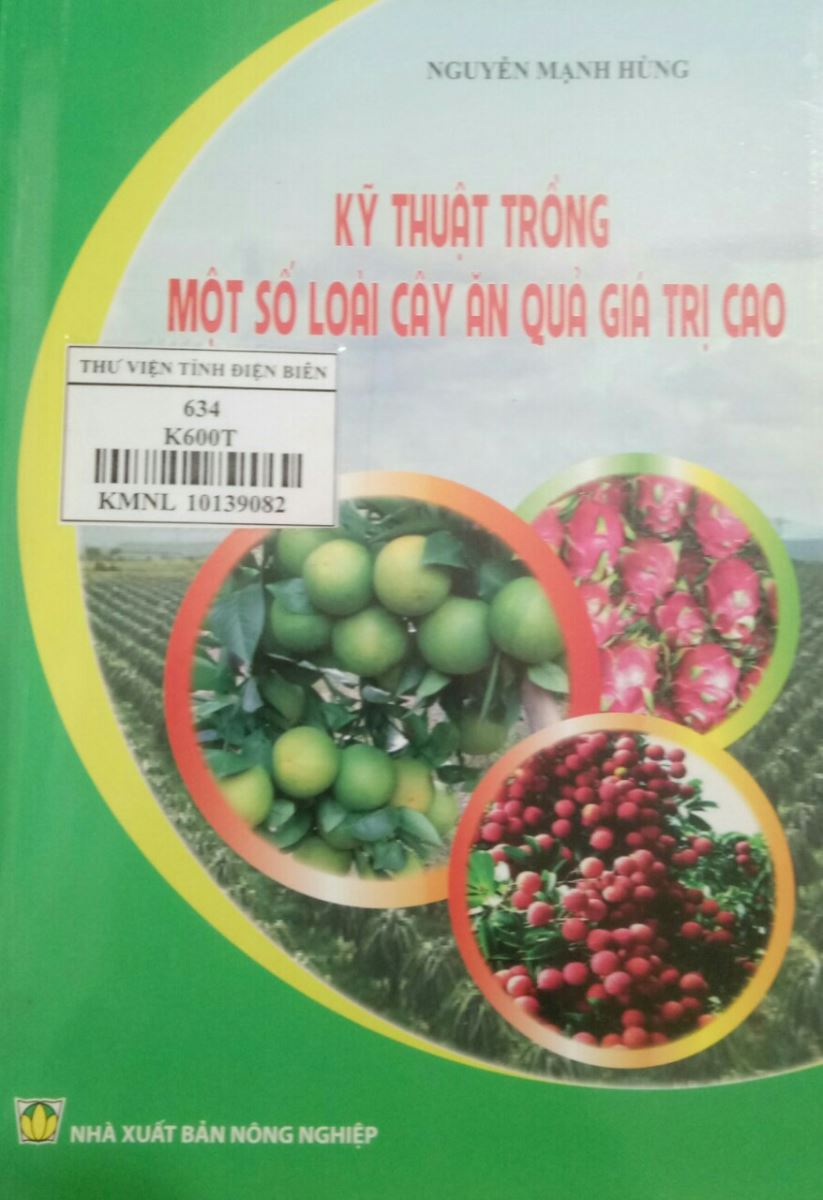 NGUYỄN MẠNH HÙNG
KỸ THUẬT TRỒNG
MỘT SỐ LOÀI CÂY ĂN QUẢ GIÁ TRỊ CAO
THƯ VIỆN TỈNH ĐIỆN BIÊN
634
K600T
KMNL 10139082
NHÀ XUẤT BẢN NÔNG NGHIỆP